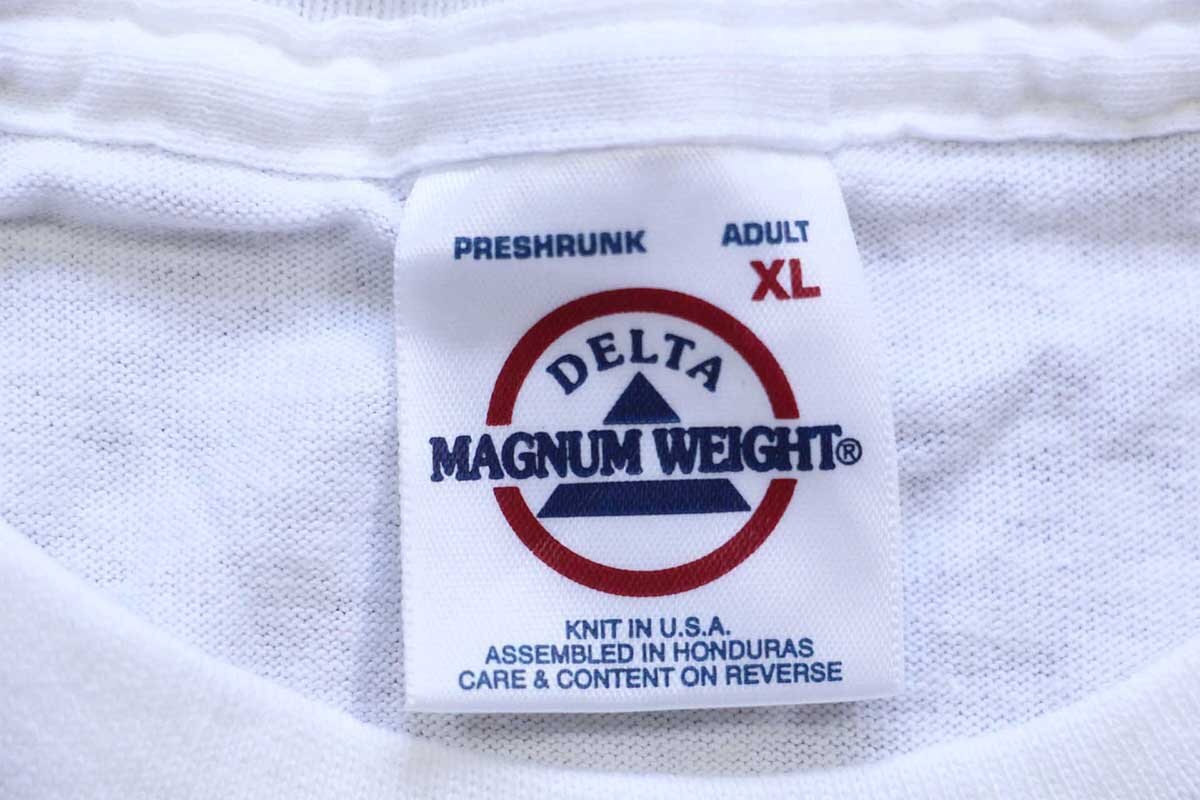 PRESHRUNK ADULT
XL
DELTA
MAGNUM WEIGHT®
KNIT IN U.S.A.
ASSEMBLED IN HONDURAS
CARE & CONTENT ON REVERSE